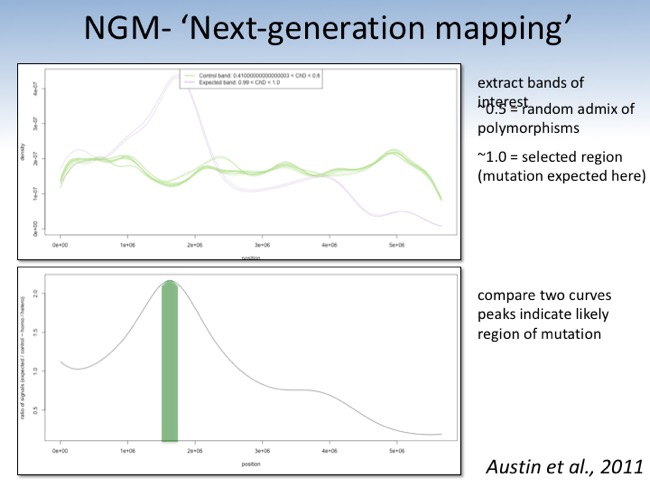 NGM- ‘Next-generation mapping’
Control band: 0.41000000000000003 < ChD < 0.6
Expected band: 0.99 < ChD < 1.0
4e-07
3e-07
2e-07
1e-07
0e+00
density
0e+00 1e+06 2e+06 3e+06 4e+06 5e+06
position
extract bands of
interest
~0.5 = random admix of
polymorphisms
~1.0 = selected region
(mutation expected here)
2.0
1.5
1.0
0.5
ratio of signals (expected / control ~ homo / hetero)
0e+00 1e+06 2e+06 3e+06 4e+06 5e+06
position
compare two curves
peaks indicate likely
region of mutation
Austin et al., 2011